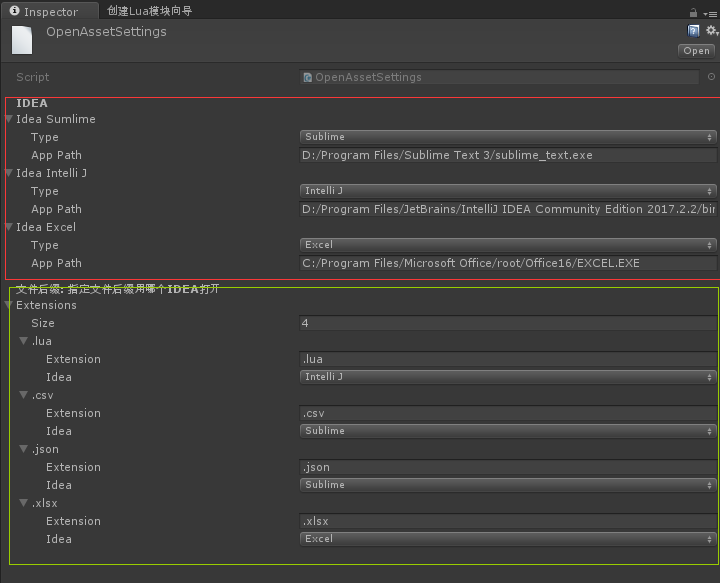 Inspector 创建Lua模块向导
OpenAssetSettings
Open
Script OpenAssetSettings
IDEA
Idea Sumlime
Type Sublime
App Path D:/Program Files/Sublime Text 3/sublime_text.exe
Idea Intelli J
Type Intelli J
App Path D:/Program Files/JetBrains/IntelliJ IDEA Community Edition 2017.2.2/bin
Idea Excel
Type Excel
App Path C:/Program Files/Microsoft Office/root/Office16/EXCEL.EXE
文件后缀: 指定文件后缀用哪个IDEA打开
Extensions
Size 4
.lua
Extension .lua
Idea Intelli J
.csv
Extension .csv
Idea Sublime
.json
Extension .json
Idea Sublime
.xlsx
Extension .xlsx
Idea Excel